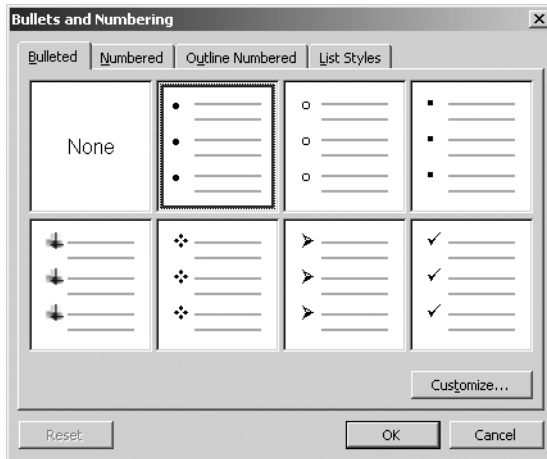 Bullets and Numbering
Bulleted Numbered Outline Numbered List Styles
None
Customize...
Reset OK Cancel